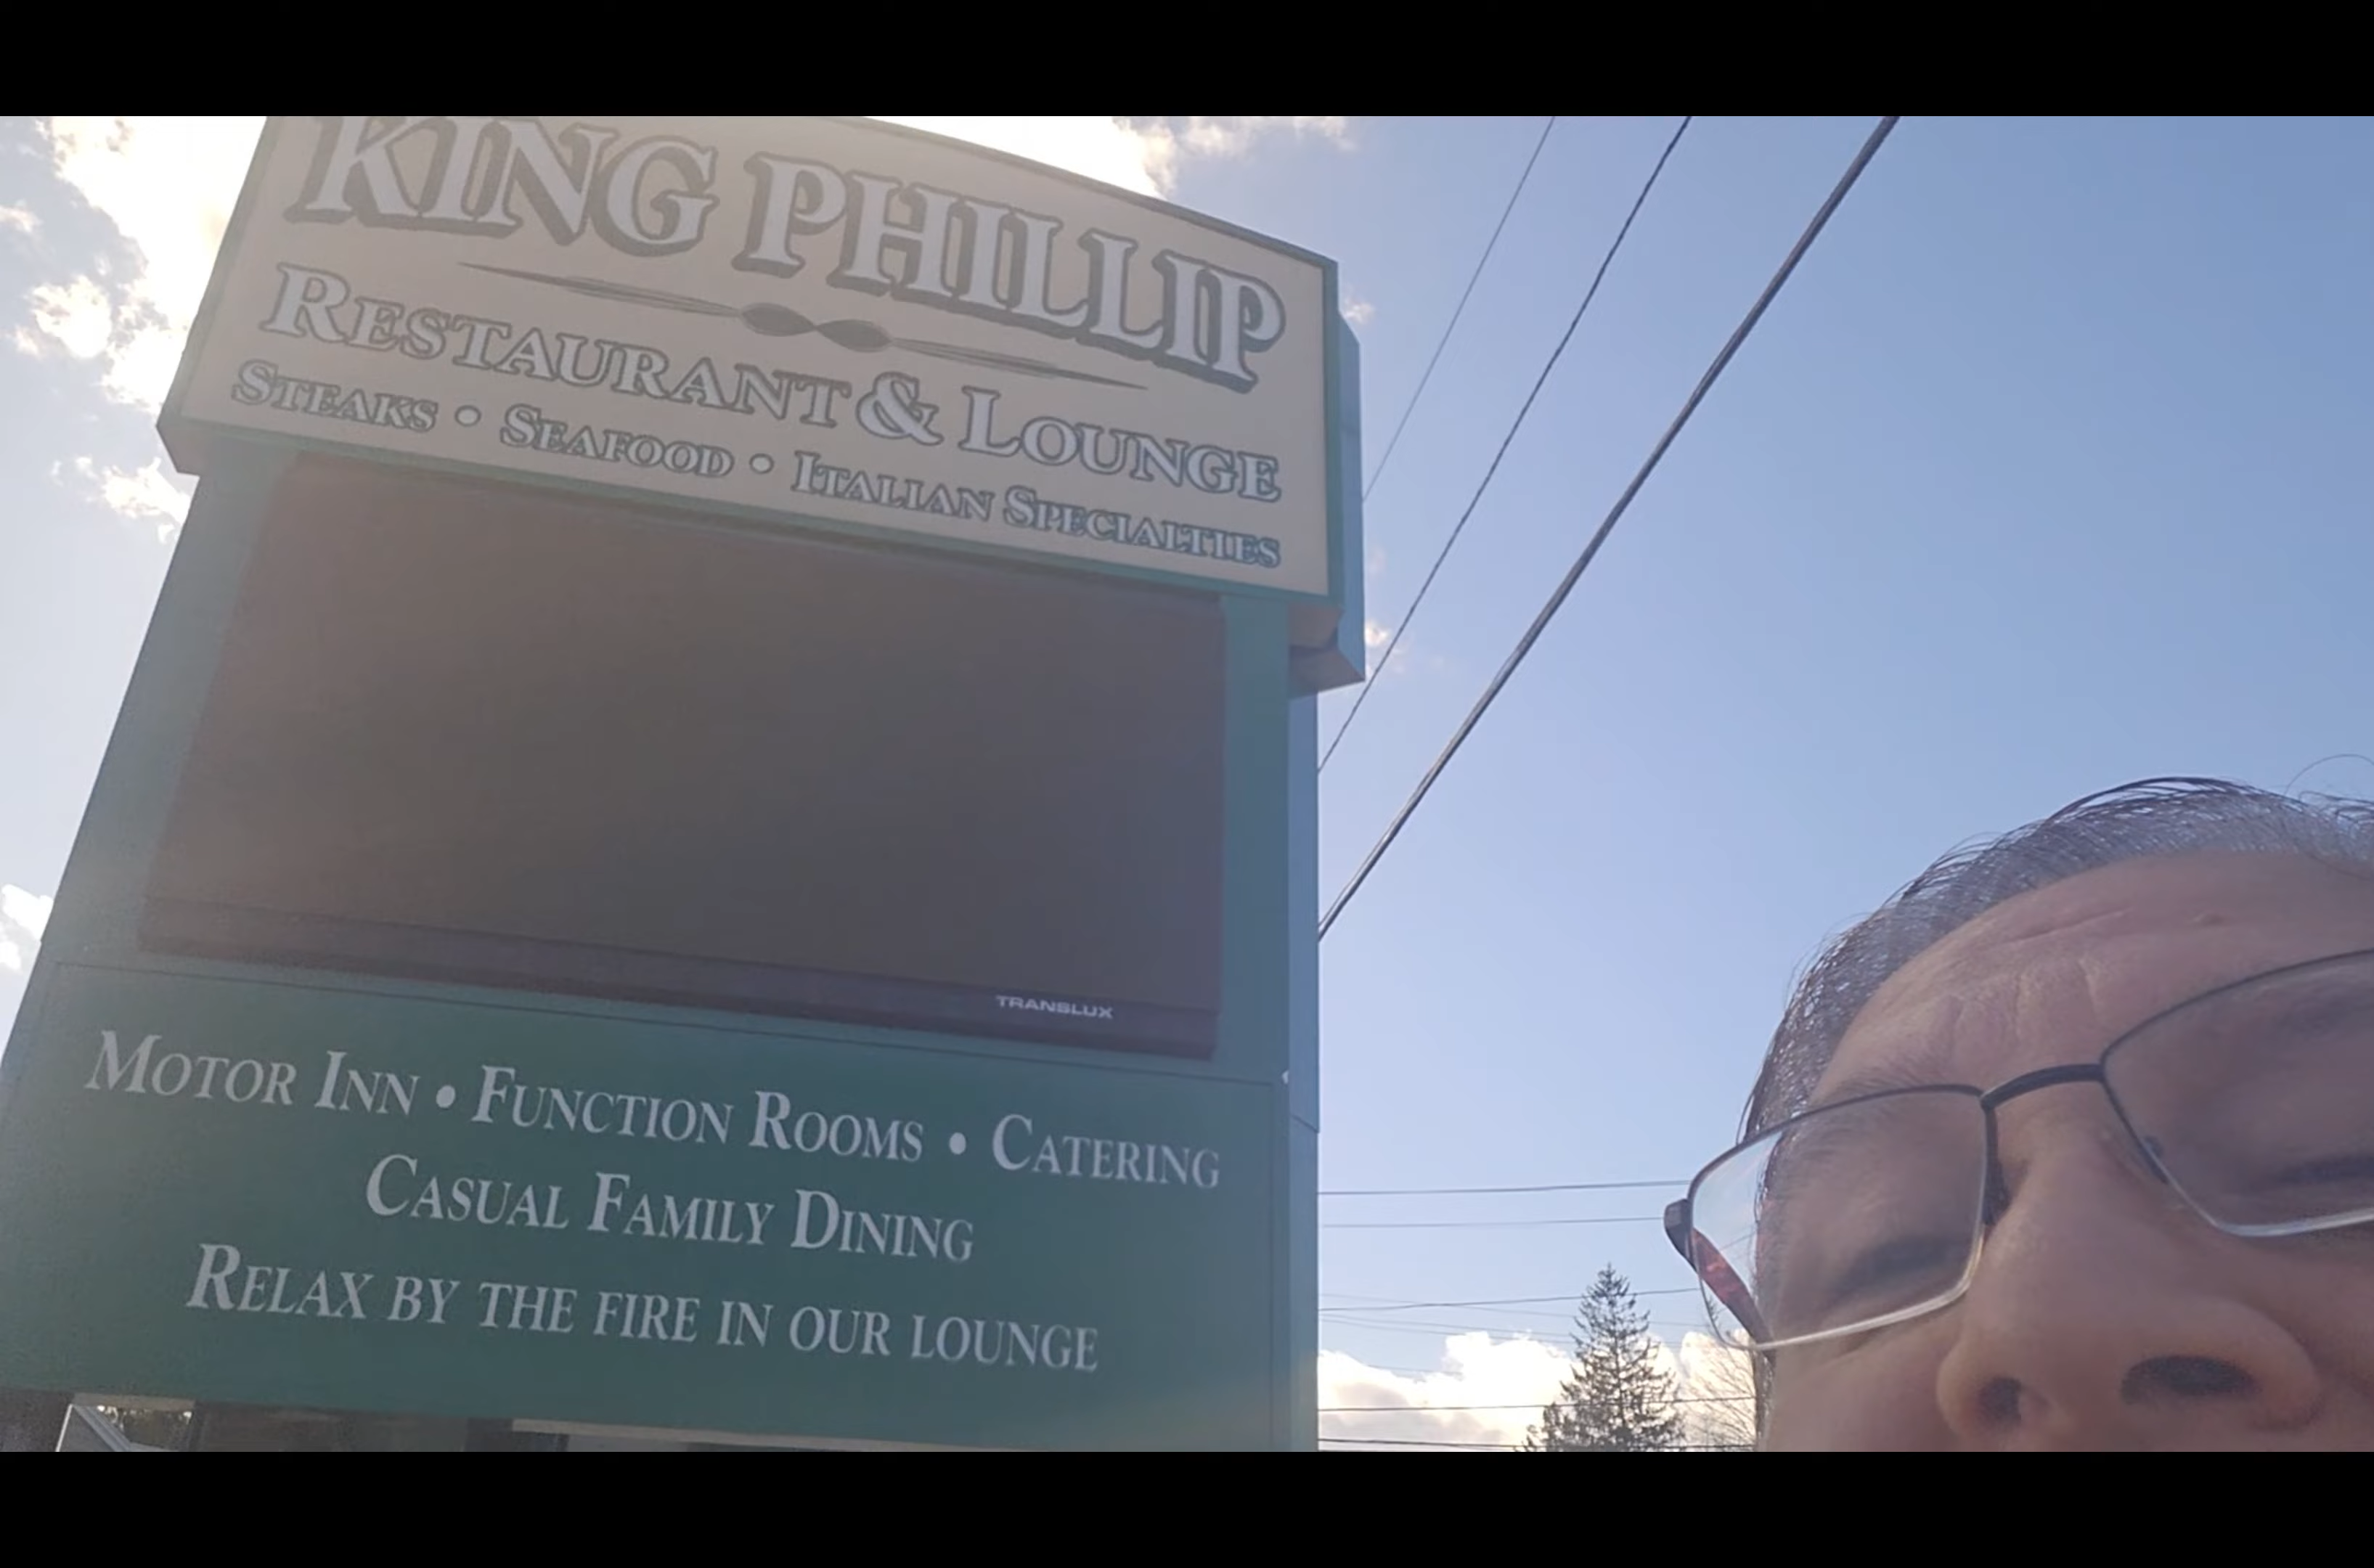 KING PHILLIP
RESTAURANT & LOUNGE
STEAKS • SEAFOOD • ITALIAN SPECIALTIES
TRANSLUX
MOTOR INN • FUNCTION ROOMS • CATERING
CASUAL FAMILY DINING
RELAX BY THE FIRE IN OUR LOUNGE